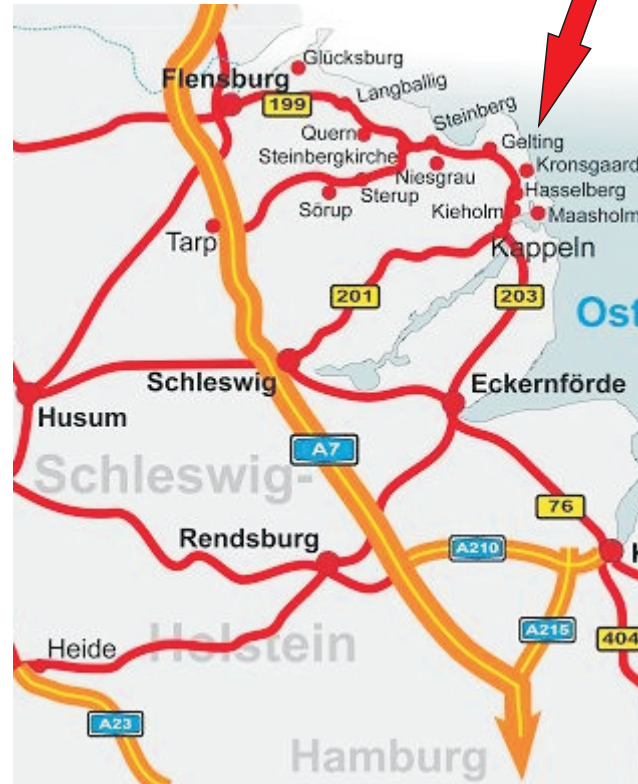 Glücksburg
Flensburg
199
Langballig
Steinberg
Quern
Gelting
Steinbergkirche
Kronsgaard
Niesgrau
Sterup
Hasselberg
Sörup
Kieholm
Maasholm
Tarp
Kappeln
201
203
Ost
Schleswig
Eckernförde
Husum
A7
Schleswig-
76
Rendsburg
A210
K
A215
404
Heide
Holstein
A23
Hamburg